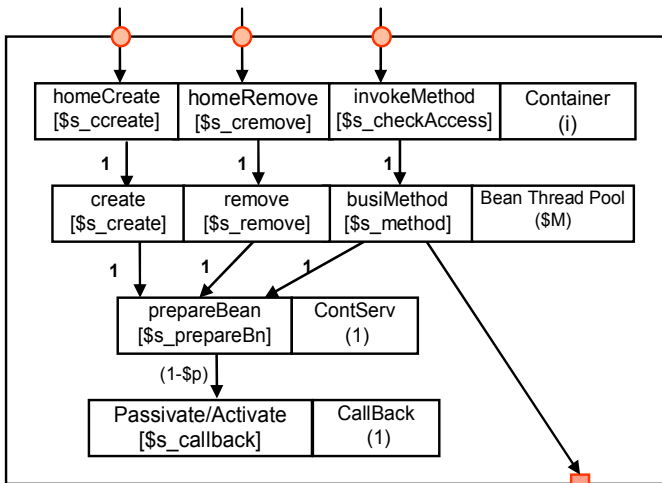 homeCreate
[$s_ccreate]
homeRemove
[$s_cremove]
invokeMethod
[$s_checkAccess]
Container
(i)
1
1
1
create
[$s_create]
remove
[$s_remove]
busiMethod
[$s_method]
Bean Thread Pool
($M)
1
1
1
prepareBean
[$s_prepareBn]
ContServ
(1)
(1-$p)
Passivate/Activate
[$s_callback]
CallBack
(1)